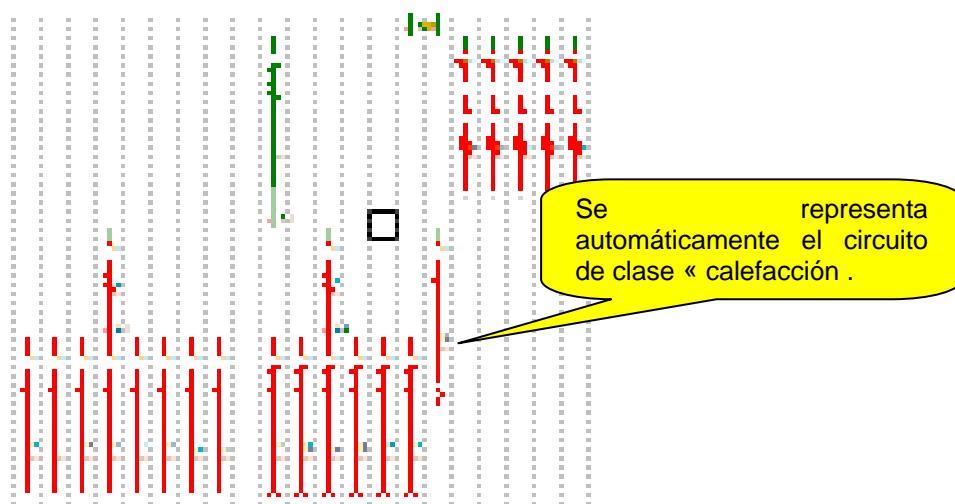 Se representa
automáticamente el circuito
de clase « calefacción .